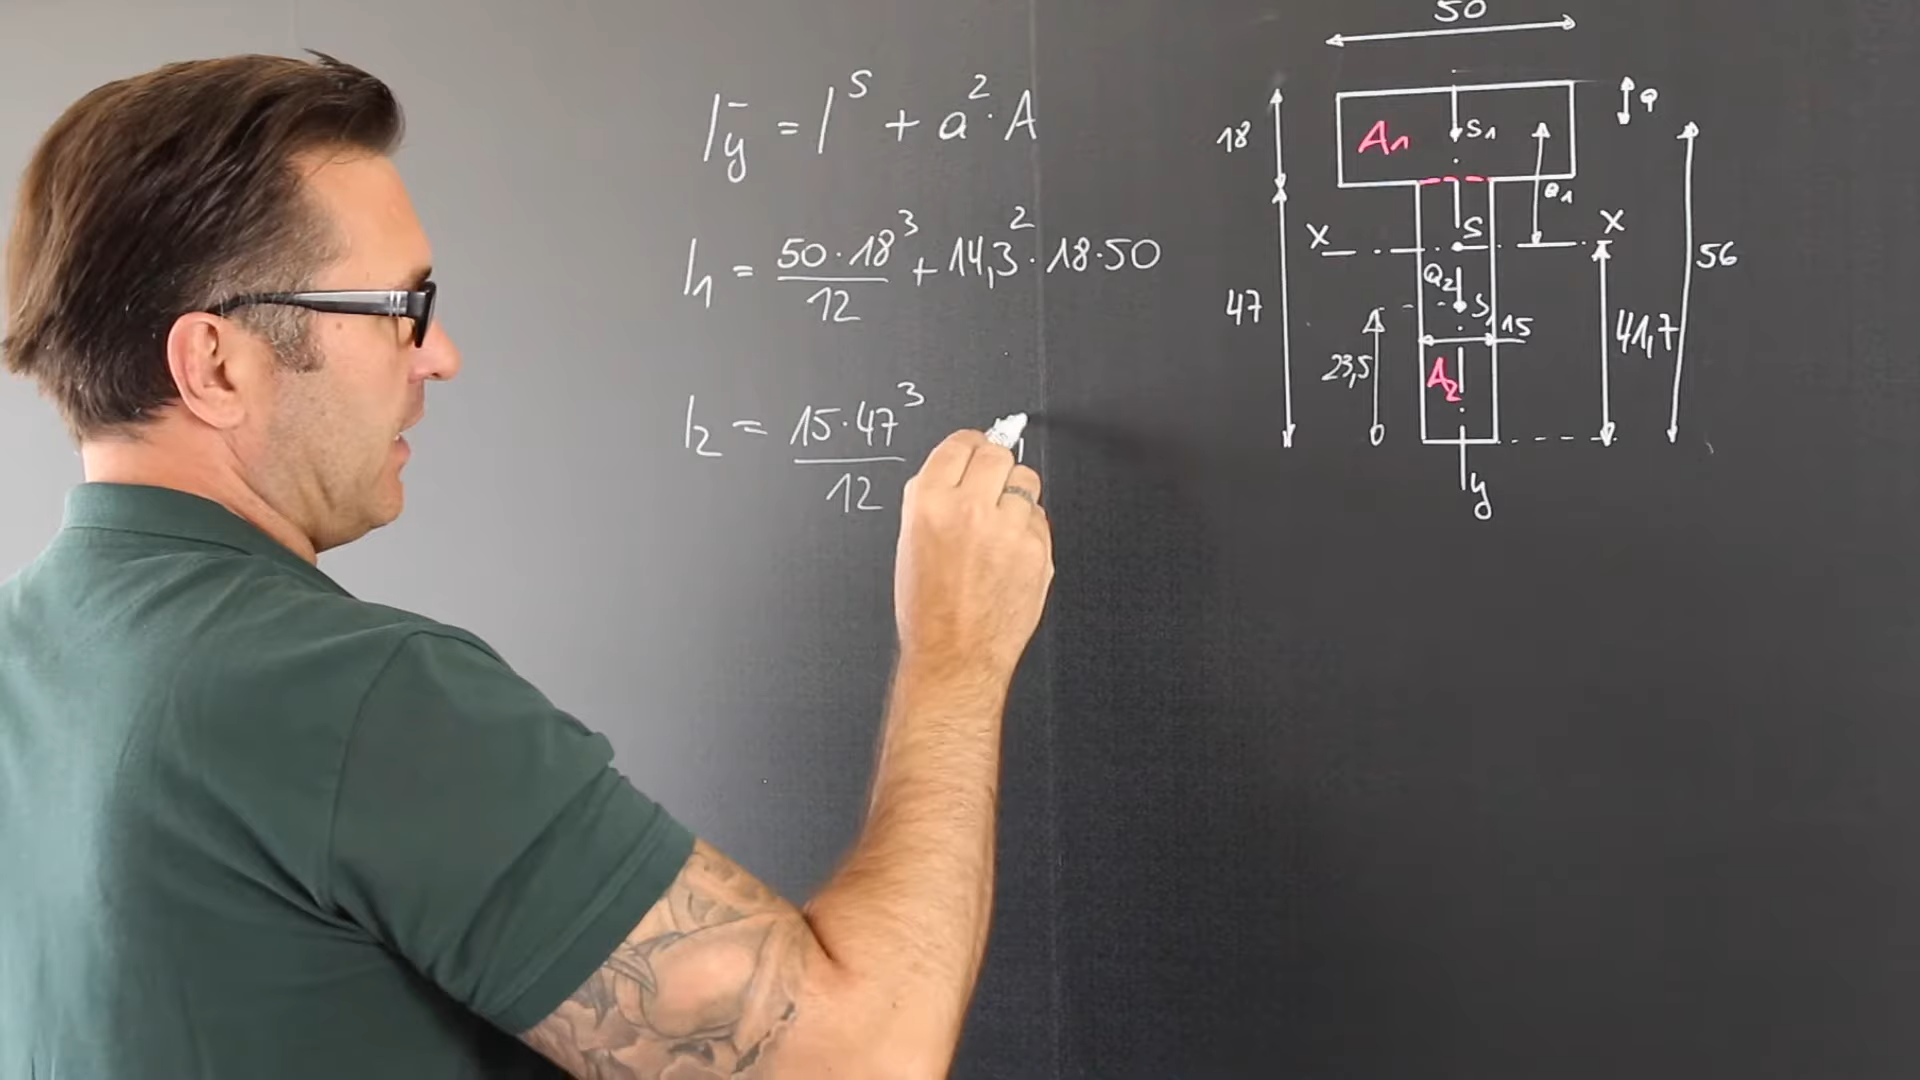 I_ȳ = I^S + a²·A
I₁ = 50·18³/12 + 14,3²·18·50
I₂ = 15·47³/12
50
18
A₁
S₁
9
a₁
X
S
X
56
a₂
47
S₂
15
41,7
23,5
A₂
0
y